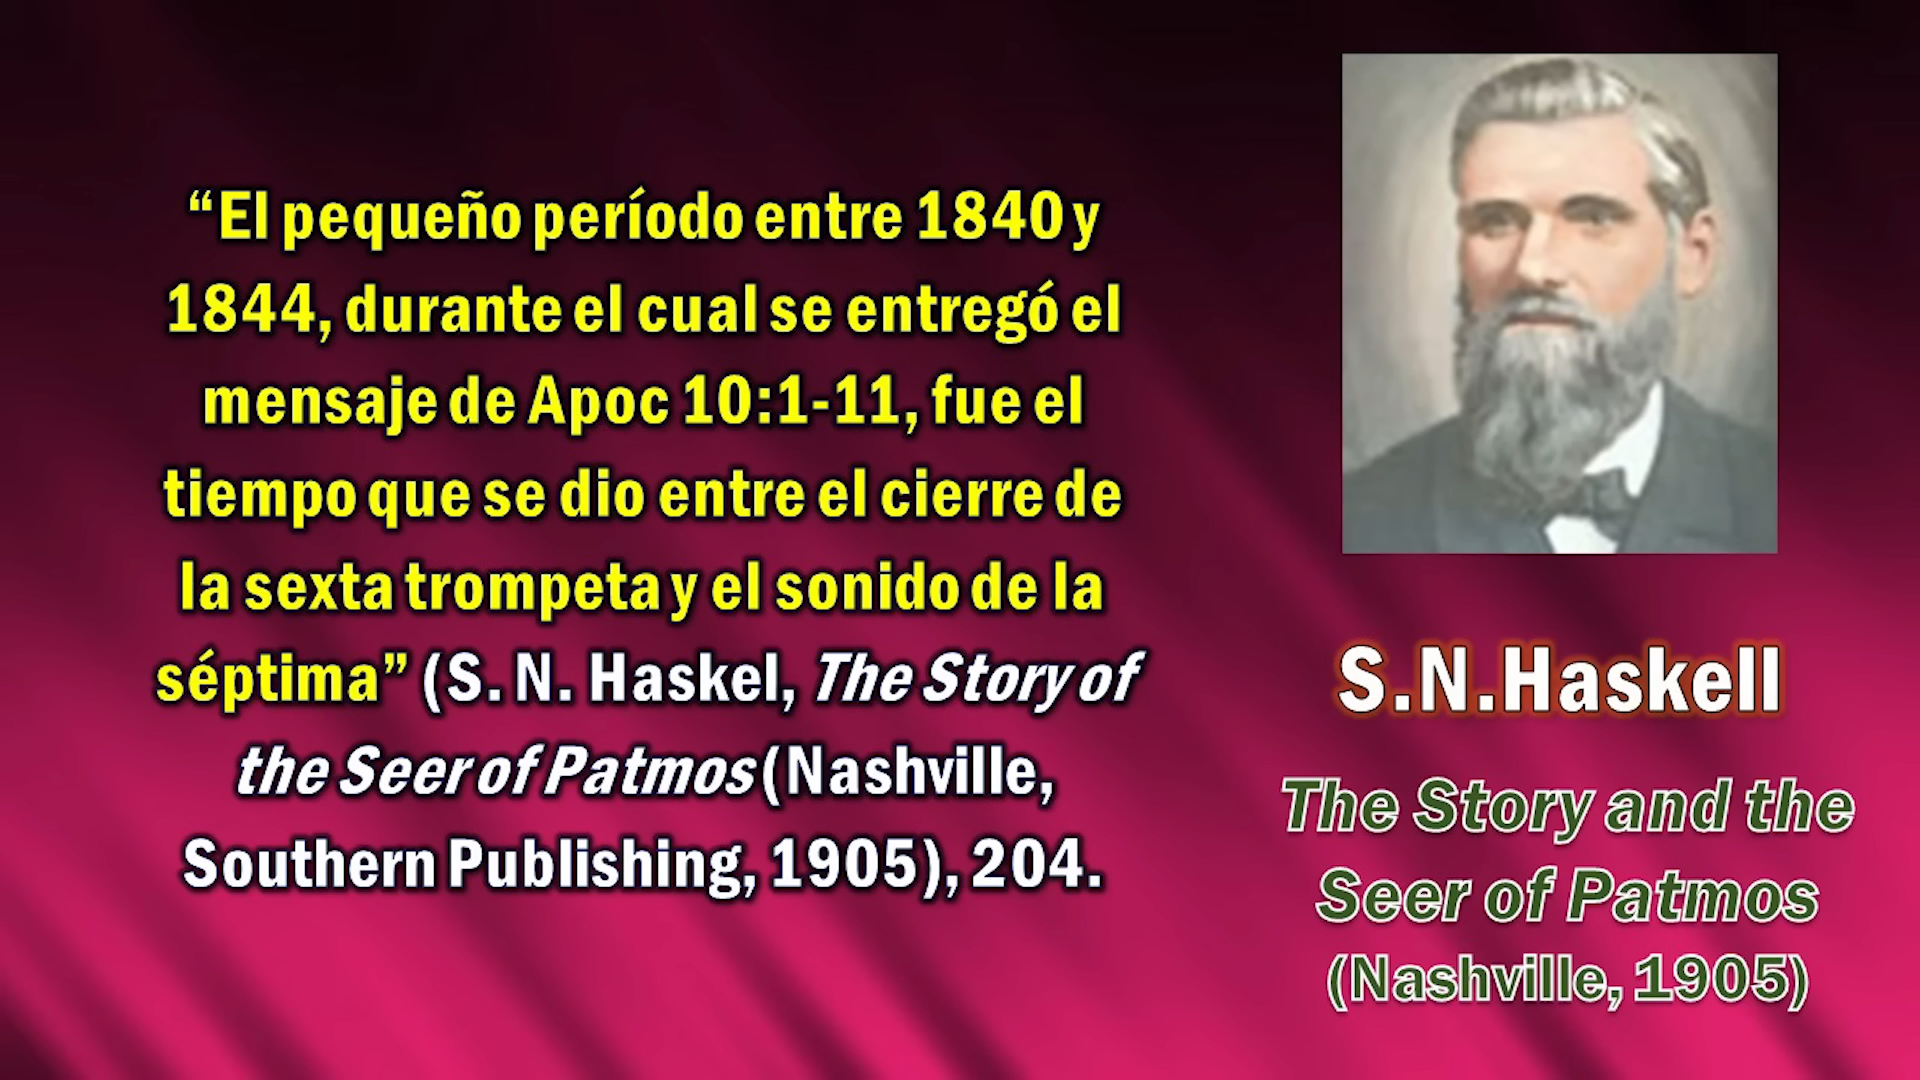 “El pequeño período entre 1840 y
1844, durante el cual se entregó el
mensaje de Apoc 10:1-11, fue el
tiempo que se dio entre el cierre de
la sexta trompeta y el sonido de la
séptima” (S. N. Haskel, The Story of
the Seer of Patmos (Nashville,
Southern Publishing, 1905), 204.
S.N.Haskell
The Story and the
Seer of Patmos
(Nashville, 1905)